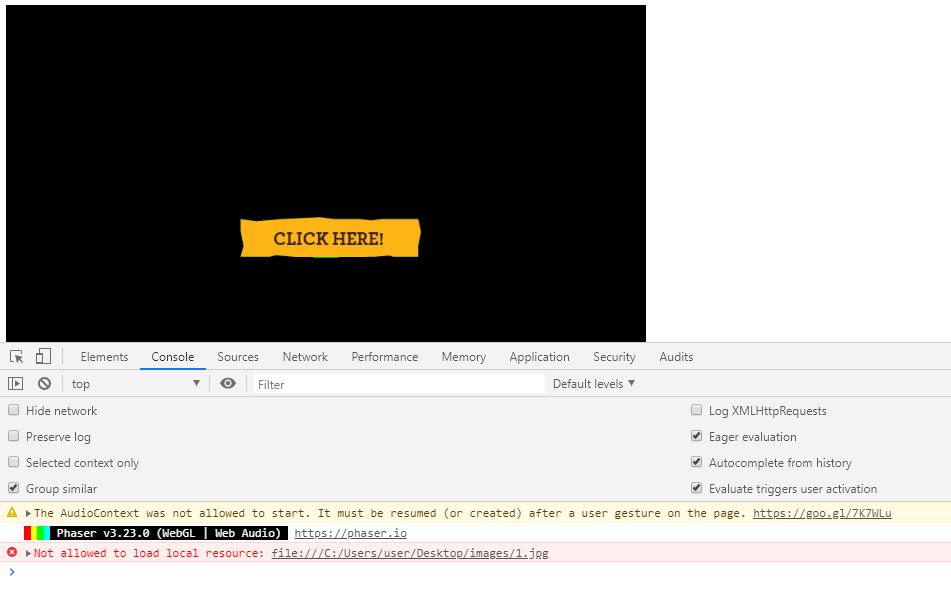 CLICK HERE!
Elements Console Sources Network Performance Memory Application Security Audits
top Filter Default levels
Hide network Log XMLHttpRequests
Preserve log Eager evaluation
Selected context only Autocomplete from history
Group similar Evaluate triggers user activation
The AudioContext was not allowed to start. It must be resumed (or created) after a user gesture on the page. https://goo.gl/7K7WLu
Phaser v3.23.0 (WebGL | Web Audio) https://phaser.io
Not allowed to load local resource: file:///C:/Users/user/Desktop/images/1.jpg